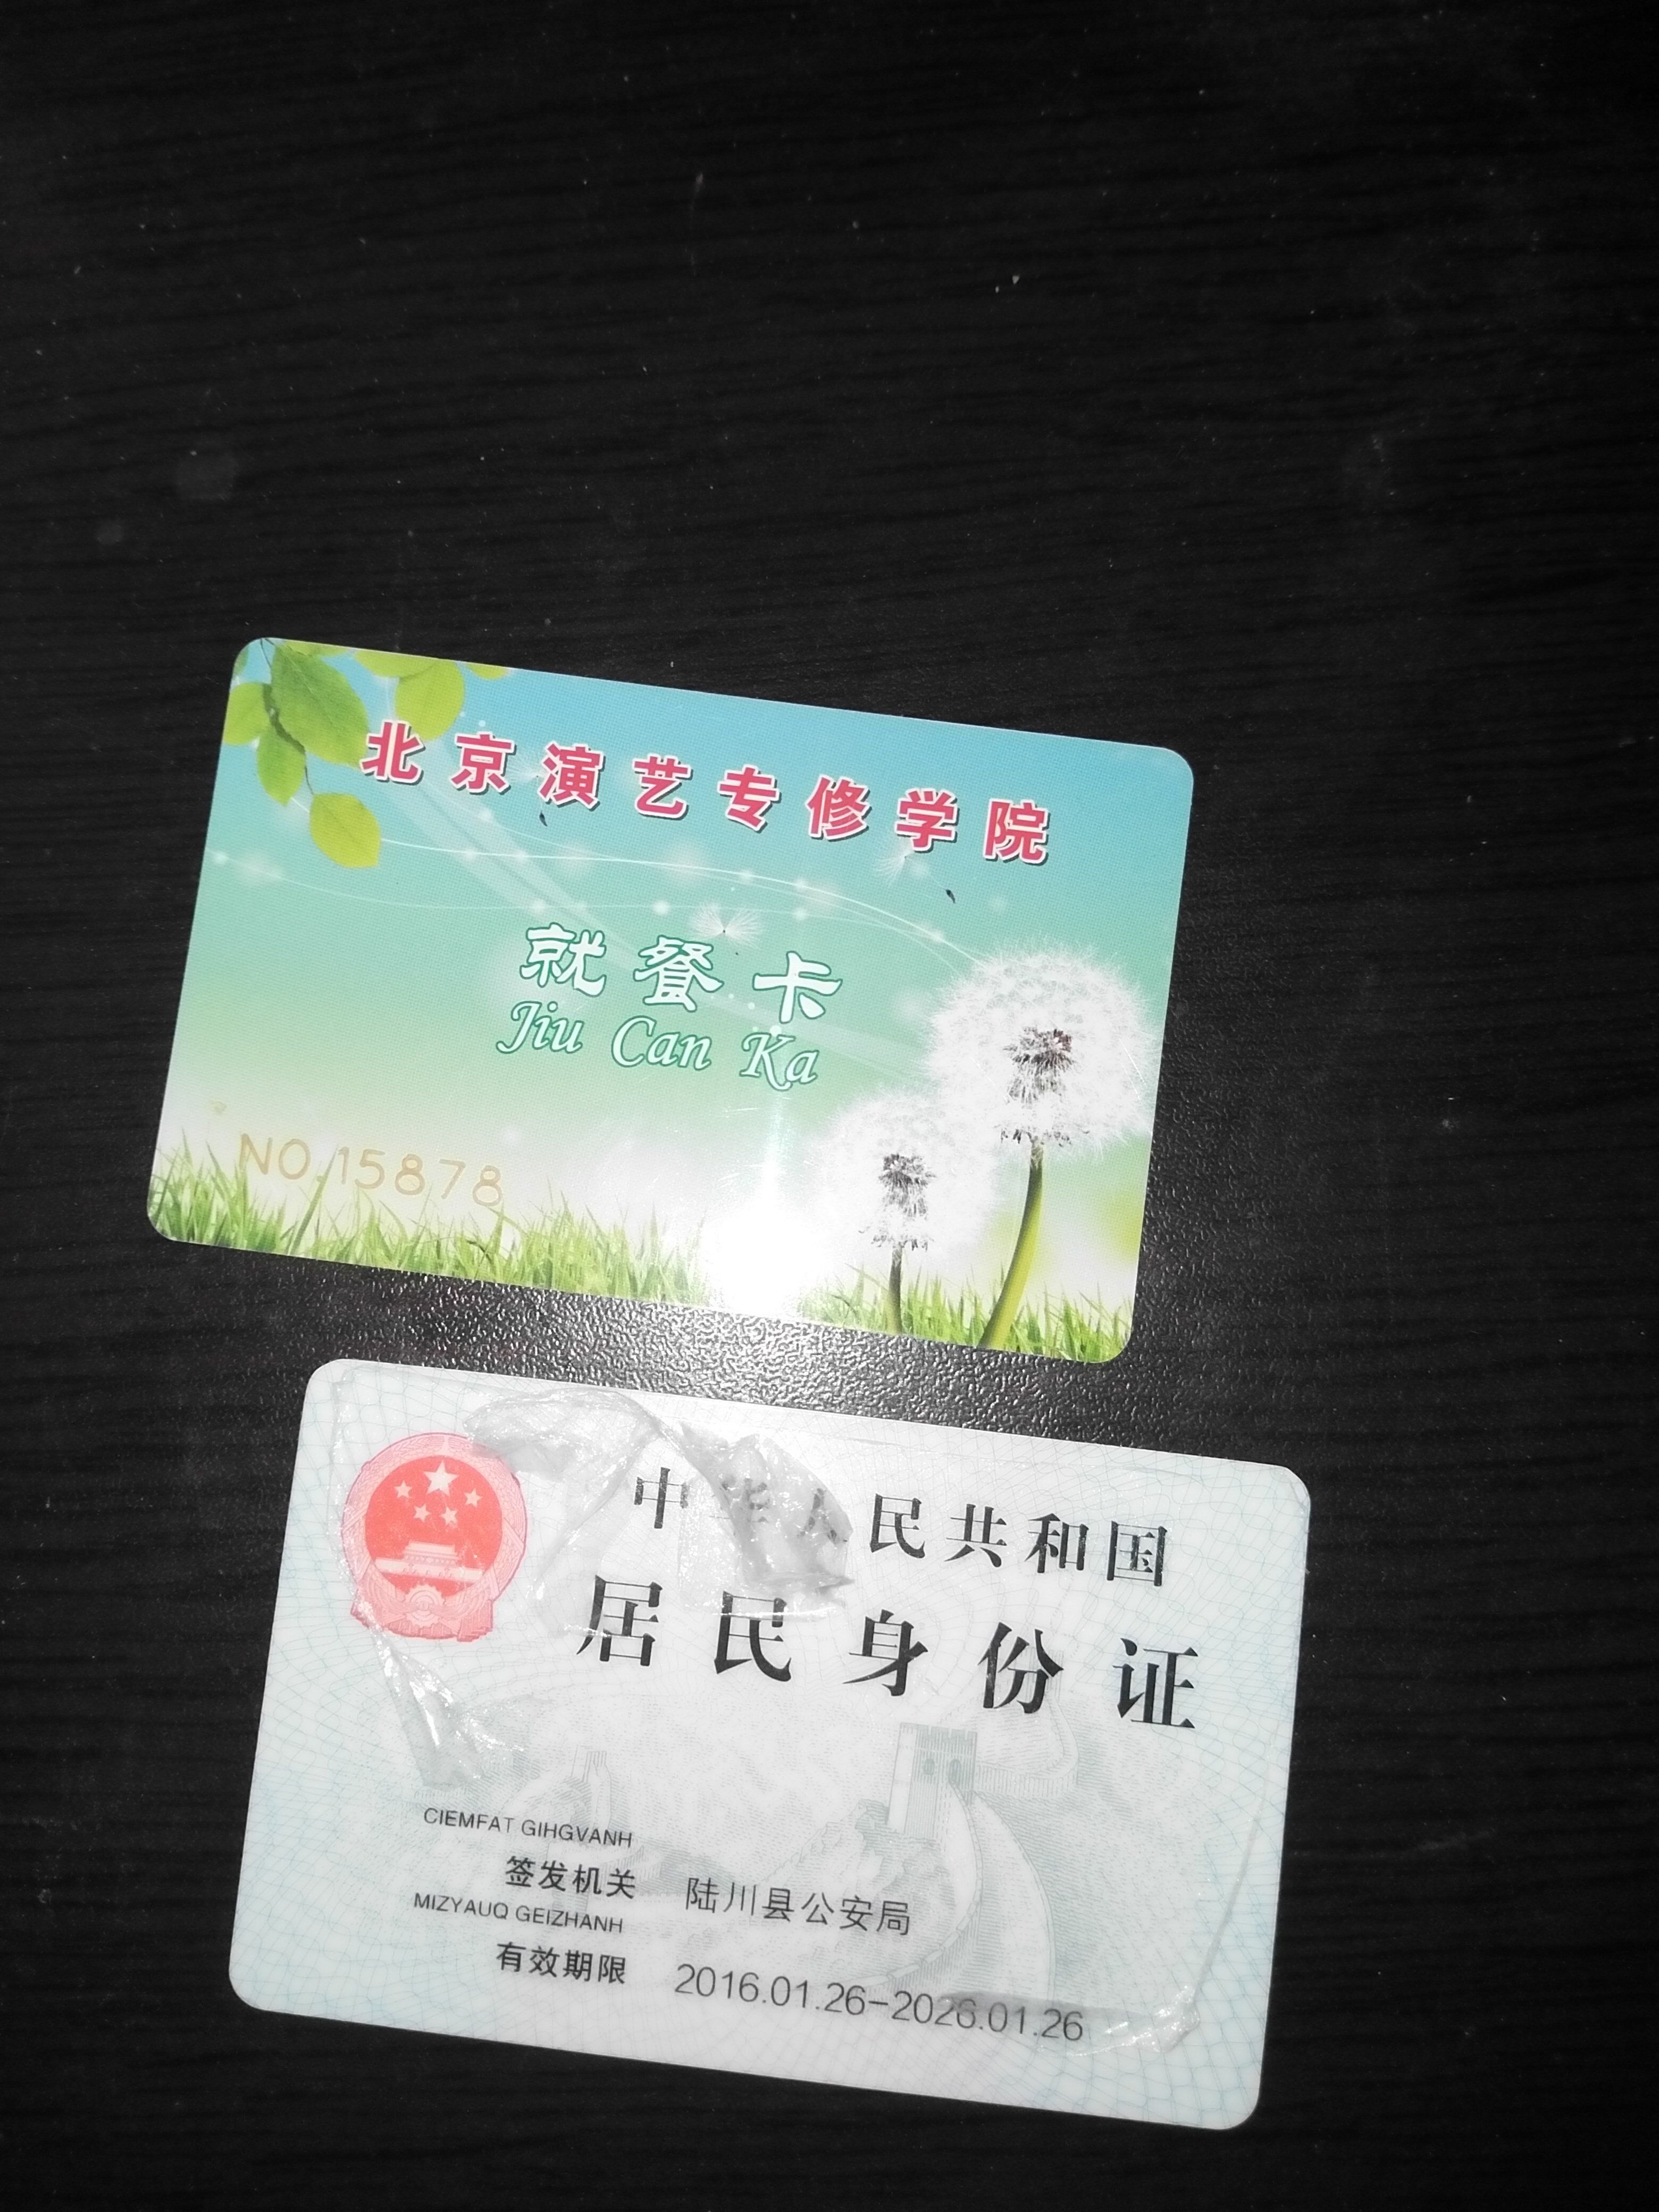 北京演艺专修学院
就餐卡
Jiu Can Ka
NO.15878
中华人民共和国
居民身份证
CIEMFAT GIHGVANH
签发机关 陆川县公安局
MIZYAUQ GEIZHANH
有效期限 2016.01.26-2026.01.26